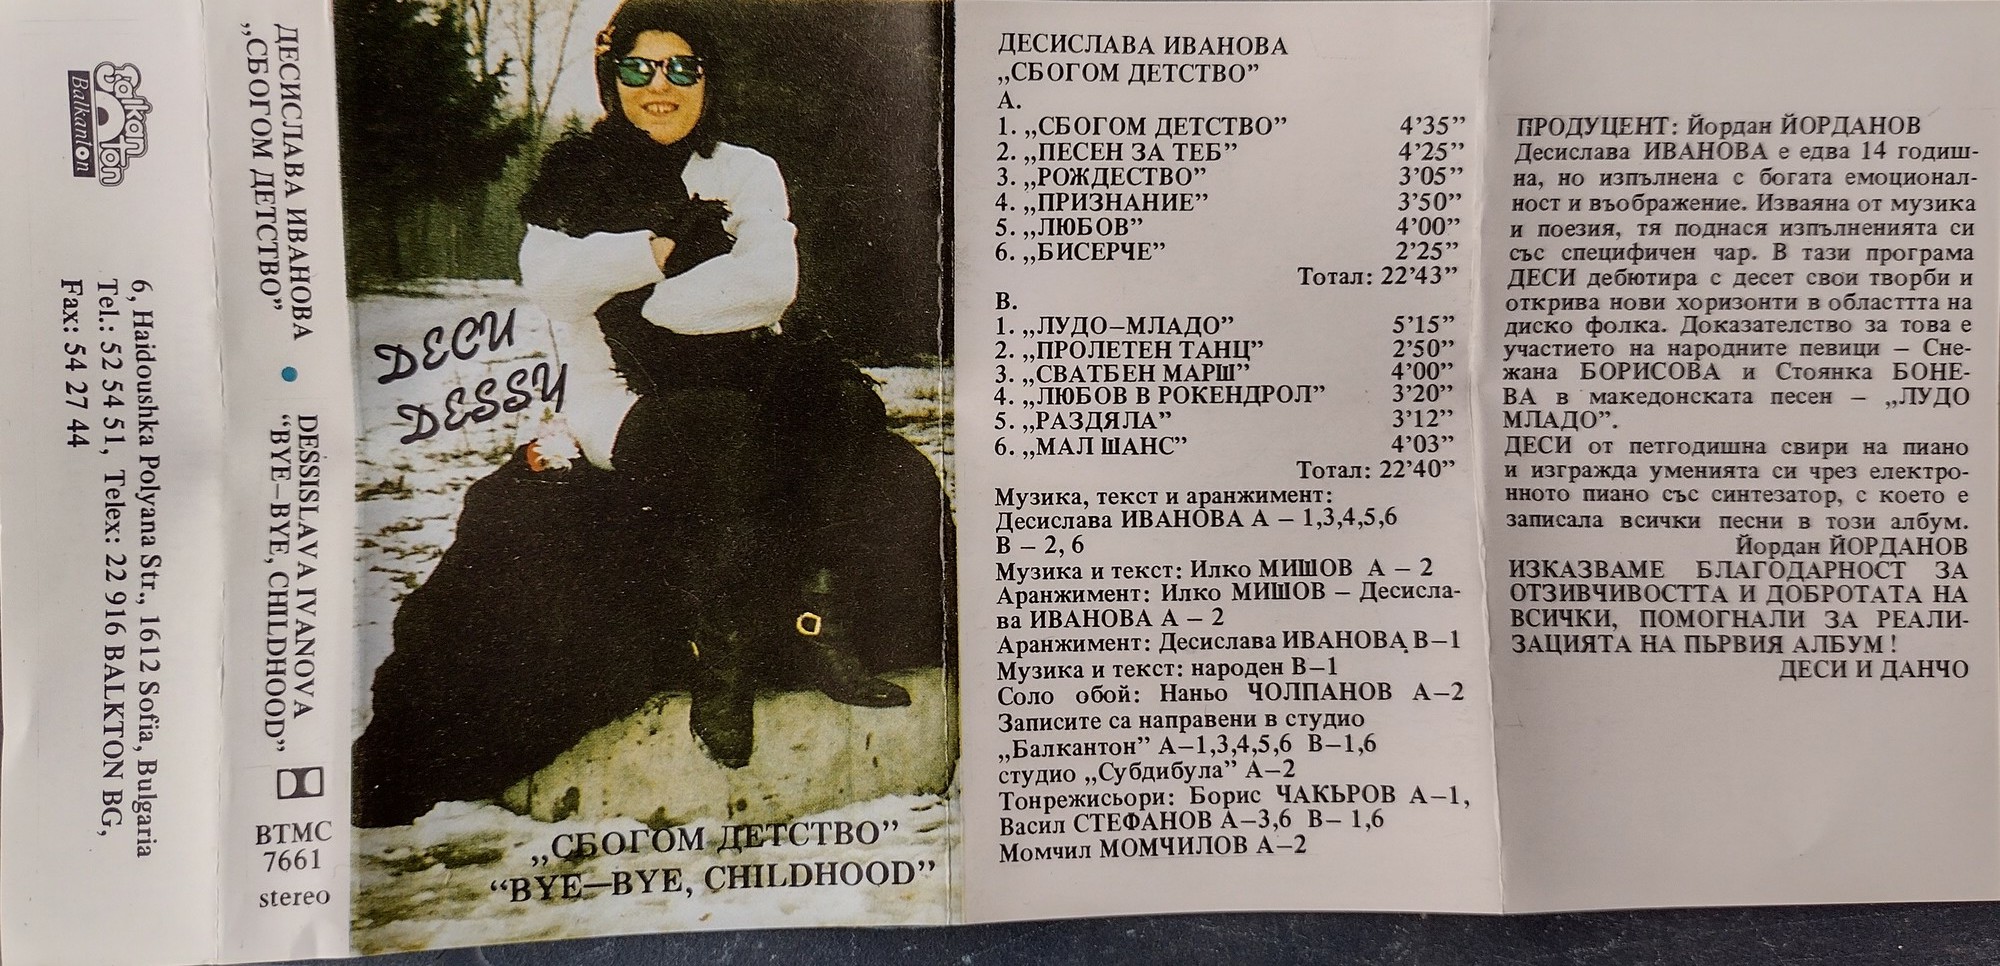 Balkanton
Balkanton
6, Haidoushka Polyana Str., 1612 Sofia, Bulgaria
Tel.: 52 54 51, Telex: 22 916 BALKTON BG,
Fax: 54 27 44
ДЕСИСЛАВА ИВАНОВА • DESSISLAVA IVANOVA
„СБОГОМ ДЕТСТВО” “BYE–BYE, CHILDHOOD”
BTMC
7661
stereo
ДЕСИ
DESSY
„СБОГОМ ДЕТСТВО”
“BYE–BYE, CHILDHOOD”
ДЕСИСЛАВА ИВАНОВА
„СБОГОМ ДЕТСТВО”
А.
1. „СБОГОМ ДЕТСТВО” 4’35”
2. „ПЕСЕН ЗА ТЕБ” 4’25”
3. „РОЖДЕСТВО” 3’05”
4. „ПРИЗНАНИЕ” 3’50”
5. „ЛЮБОВ” 4’00”
6. „БИСЕРЧЕ” 2’25”
Тотал: 22’43”
В.
1. „ЛУДО–МЛАДО” 5’15”
2. „ПРОЛЕТЕН ТАНЦ” 2’50”
3. „СВАТБЕН МАРШ” 4’00”
4. „ЛЮБОВ В РОКЕНДРОЛ” 3’20”
5. „РАЗДЯЛА” 3’12”
6. „МАЛ ШАНС” 4’03”
Тотал: 22’40”
Музика, текст и аранжимент:
Десислава ИВАНОВА А – 1,3,4,5,6
В – 2, 6
Музика и текст: Илко МИШОВ А – 2
Аранжимент: Илко МИШОВ – Десисла-
ва ИВАНОВА А – 2
Аранжимент: Десислава ИВАНОВА В–1
Музика и текст: народен В–1
Соло обой: Наньо ЧОЛПАНОВ А–2
Записите са направени в студио
„Балкантон” А–1,3,4,5,6 В–1,6
студио „Субдибула” А–2
Тонрежисьори: Борис ЧАКЪРОВ А–1,
Васил СТЕФАНОВ А–3,6 В– 1,6
Момчил МОМЧИЛОВ А–2
ПРОДУЦЕНТ: Йордан ЙОРДАНОВ
Десислава ИВАНОВА е едва 14 годиш-
на, но изпълнена с богата емоционал-
ност и въображение. Изваяна от музика
и поезия, тя поднася изпълненията си
със специфичен чар. В тази програма
ДЕСИ дебютира с десет свои творби и
открива нови хоризонти в областта на
диско фолка. Доказателство за това е
участието на народните певици – Сне-
жана БОРИСОВА и Стоянка БОНЕ-
ВА в македонската песен – „ЛУДО
МЛАДО”.
ДЕСИ от петгодишна свири на пиано
и изгражда уменията си чрез електро-
нното пиано със синтезатор, с което е
записала всички песни в този албум.
Йордан ЙОРДАНОВ
ИЗКАЗВАМЕ БЛАГОДАРНОСТ ЗА
ОТЗИВЧИВОСТТА И ДОБРОТАТА НА
ВСИЧКИ, ПОМОГНАЛИ ЗА РЕАЛИ-
ЗАЦИЯТА НА ПЪРВИЯ АЛБУМ !
ДЕСИ И ДАНЧО